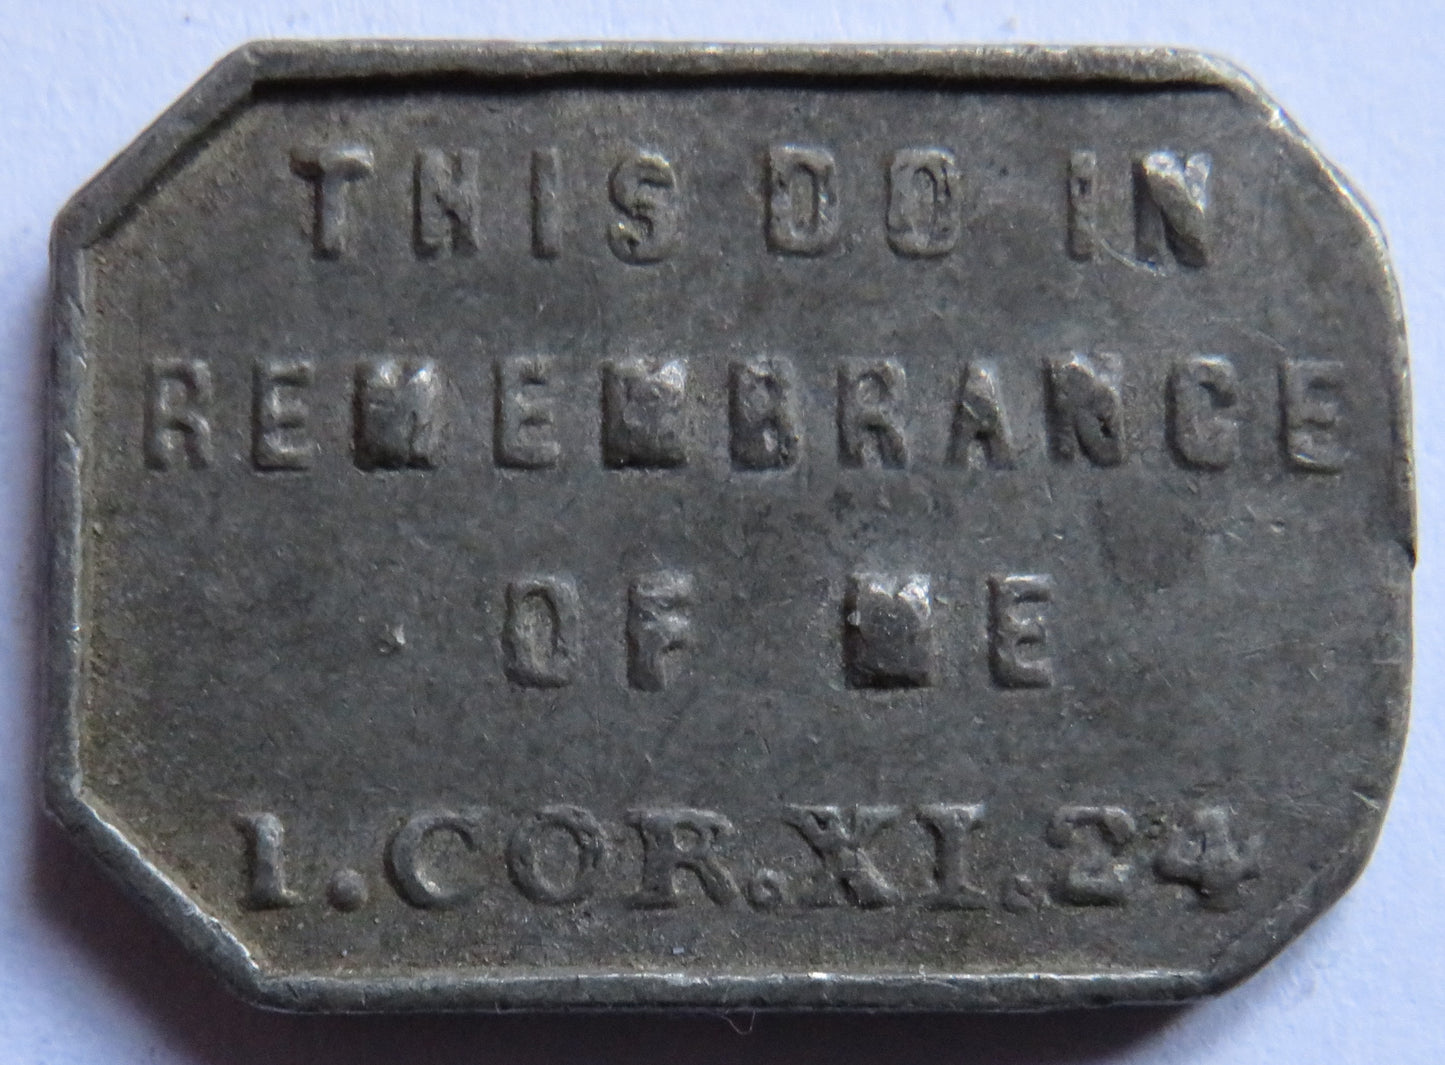 THIS DO IN
REMEMBRANCE
OF ME
1.COR.XI.24